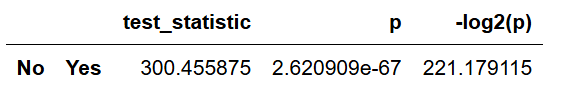 test_statistic p -log2(p)
No Yes 300.455875 2.620909e-67 221.179115